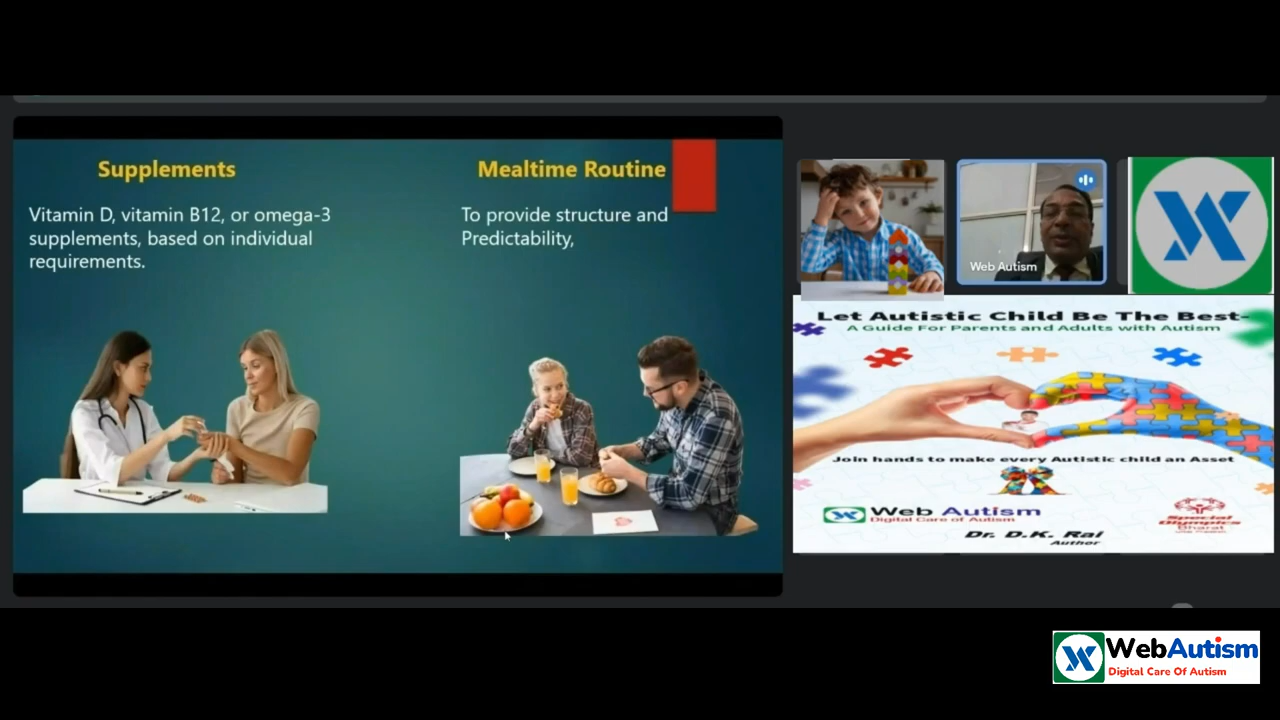 Supplements
Vitamin D, vitamin B12, or omega-3
supplements, based on individual
requirements.
Mealtime Routine
To provide structure and
Predictability,
Web Autism
Let Autistic Child Be The Best-
A Guide For Parents and Adults with Autism
Join hands to make every Autistic child an Asset
Web Autism
Digital Care of Autism
Special
Olympics
Bharat
Dr. D.K. Rai
Author
WebAutism
Digital Care Of Autism